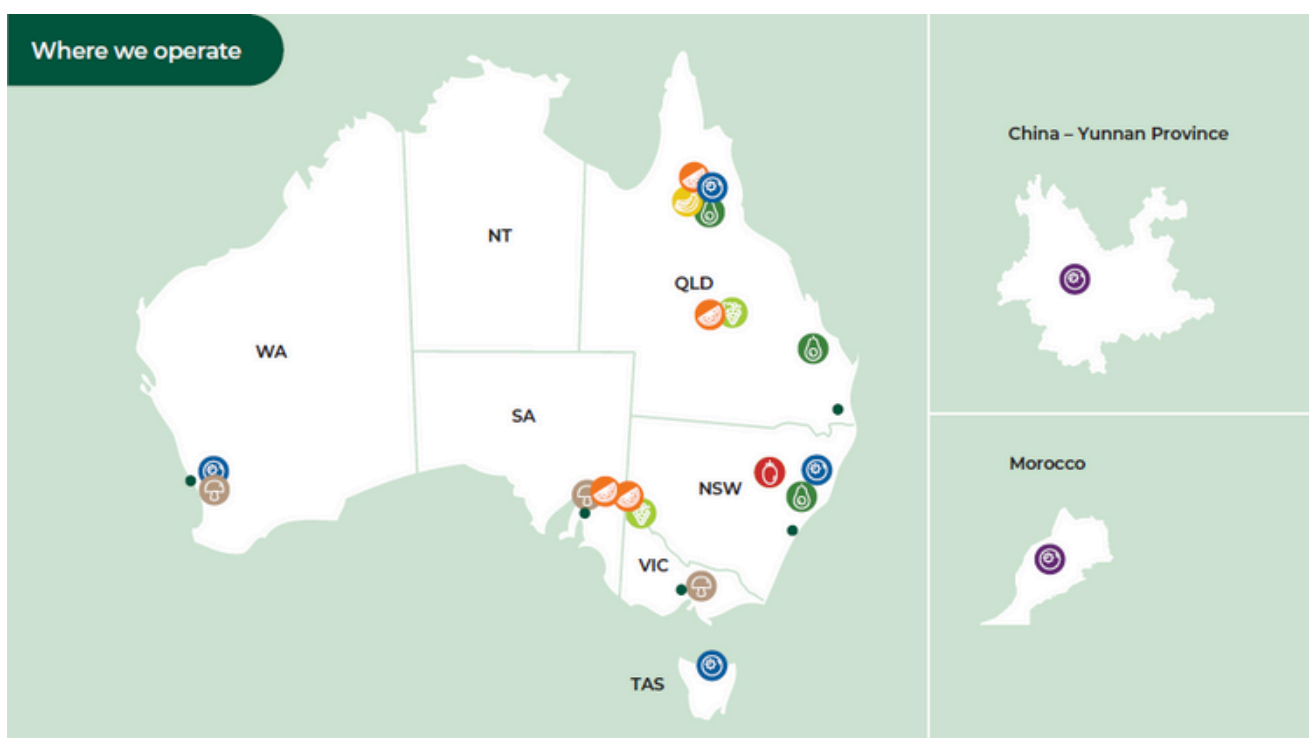 Where we operate
China – Yunnan Province
NT
QLD
WA
SA
NSW
Morocco
VIC
TAS